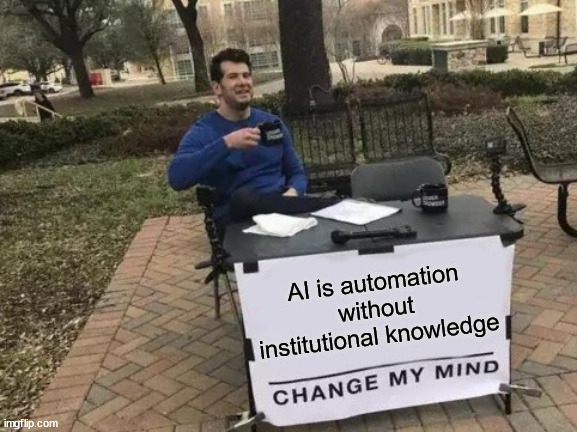 AI is automation
without
institutional knowledge
CHANGE MY MIND
imgflip.com